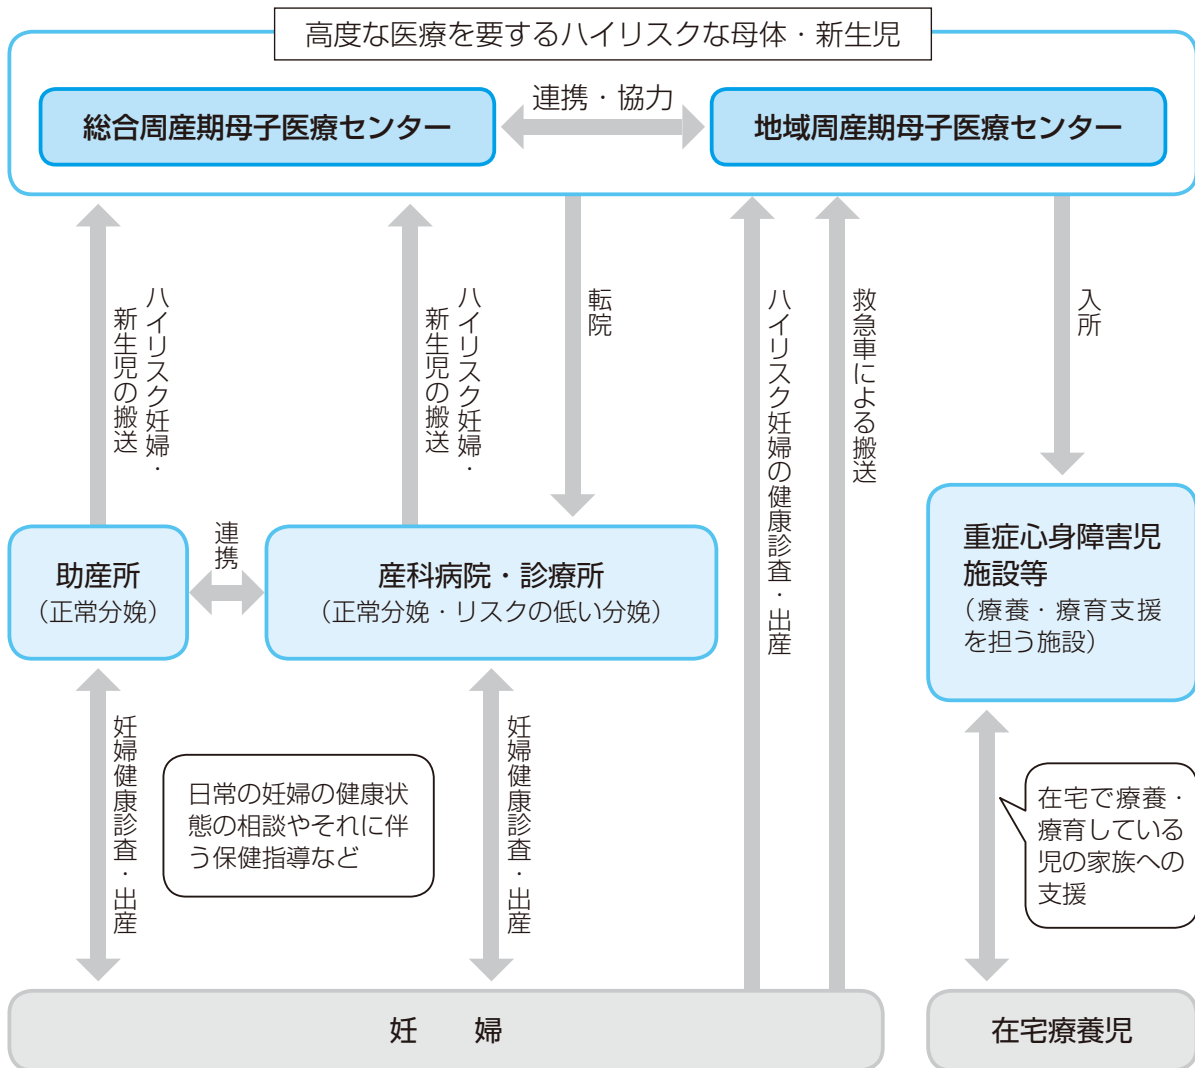 高度な医療を要するハイリスクな母体・新生児
総合周産期母子医療センター
連携・協力
地域周産期母子医療センター
ハイリスク妊婦・
新生児の搬送
ハイリスク妊婦・
新生児の搬送
転院
ハイリスク妊婦の健康診査・出産
救急車による搬送
入所
助産所
（正常分娩）
連携
産科病院・診療所
（正常分娩・リスクの低い分娩）
重症心身障害児
施設等
（療養・療育支援
を担う施設）
妊婦健康診査・出産
日常の妊婦の健康状
態の相談やそれに伴
う保健指導など
妊婦健康診査・出産
在宅で療養・
療育している
児の家族への
支援
妊　婦
在宅療養児